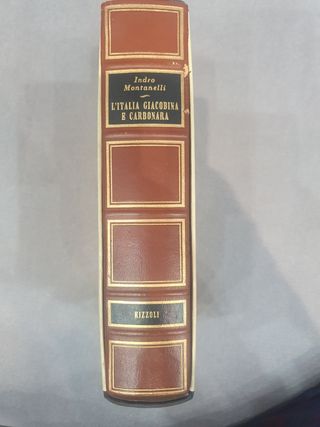 Indro
Montanelli
L'ITALIA GIACOBINA
E CARBONARA
RIZZOLI